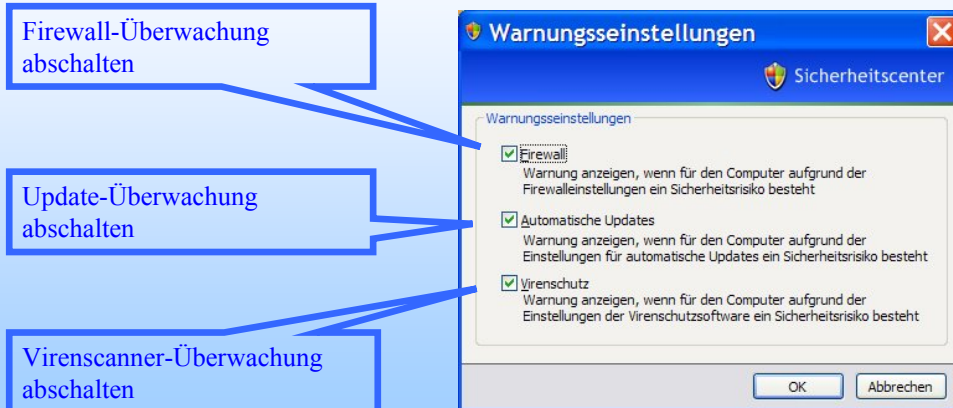 Firewall-Überwachung
abschalten
Update-Überwachung
abschalten
Virenscanner-Überwachung
abschalten
Warnungsseinstellungen
Sicherheitscenter
Warnungsseinstellungen
Firewall
Warnung anzeigen, wenn für den Computer aufgrund der
Firewalleinstellungen ein Sicherheitsrisiko besteht
Automatische Updates
Warnung anzeigen, wenn für den Computer aufgrund der
Einstellungen für automatische Updates ein Sicherheitsrisiko besteht
Virenschutz
Warnung anzeigen, wenn für den Computer aufgrund der
Einstellungen der Virenschutzsoftware ein Sicherheitsrisiko besteht
OK
Abbrechen